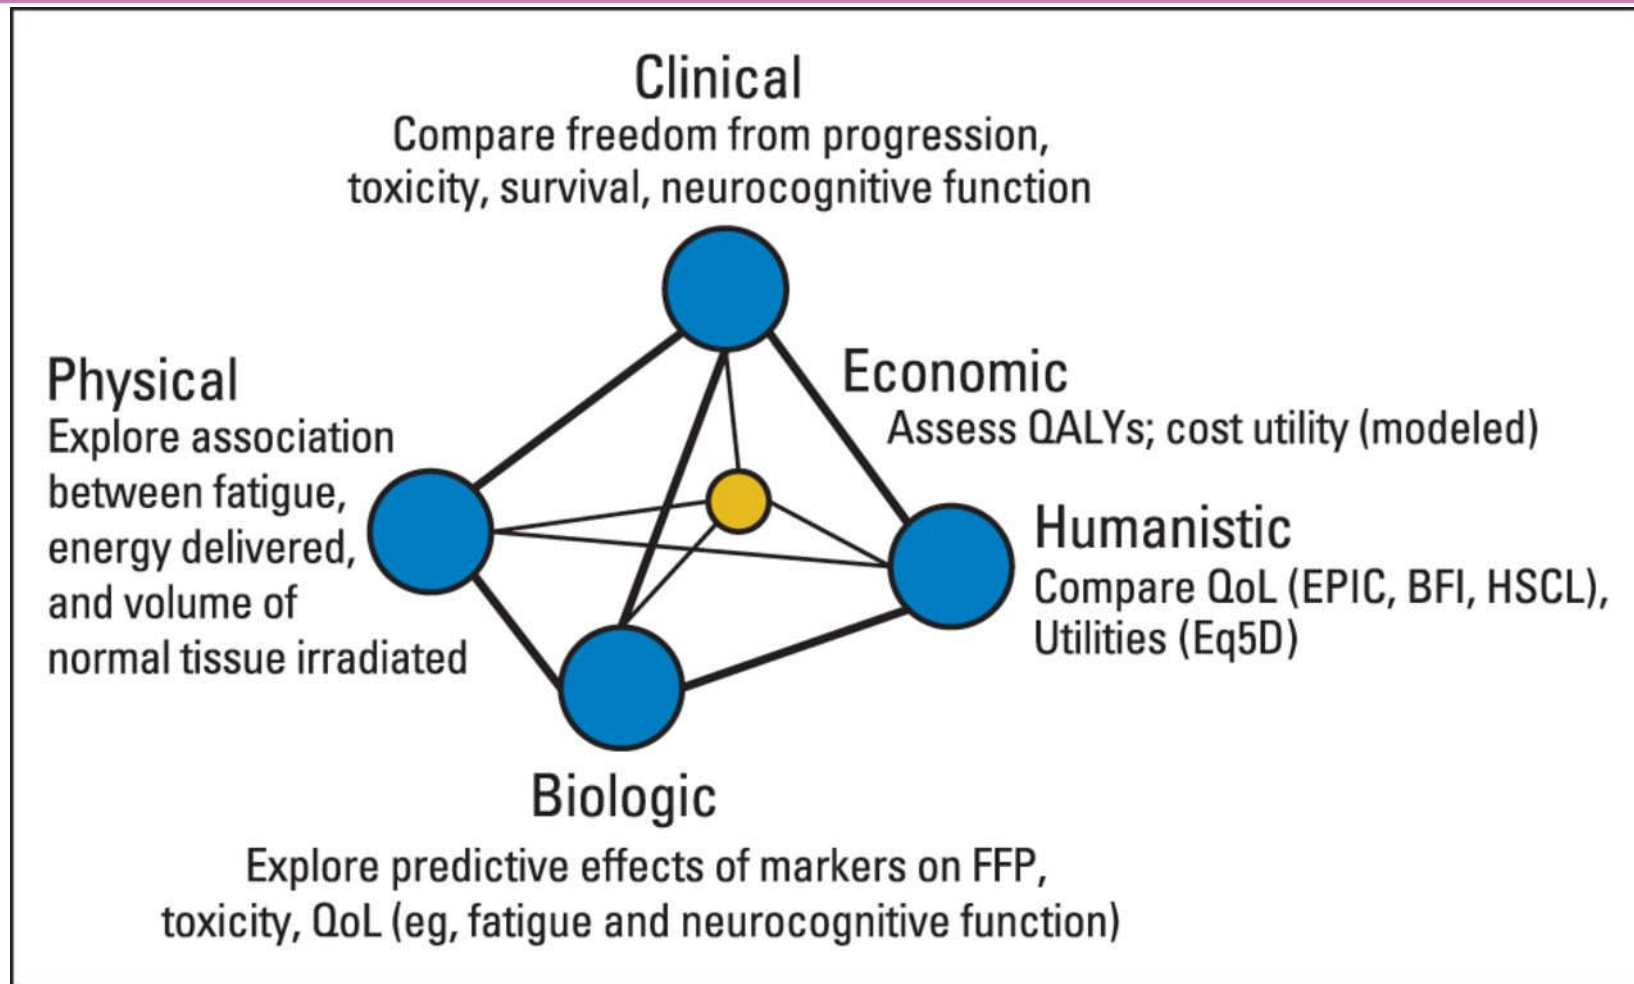 Clinical
Compare freedom from progression,
toxicity, survival, neurocognitive function
Physical
Explore association
between fatigue,
energy delivered,
and volume of
normal tissue irradiated
Economic
Assess QALYs; cost utility (modeled)
Humanistic
Compare QoL (EPIC, BFI, HSCL),
Utilities (Eq5D)
Biologic
Explore predictive effects of markers on FFP,
toxicity, QoL (eg, fatigue and neurocognitive function)